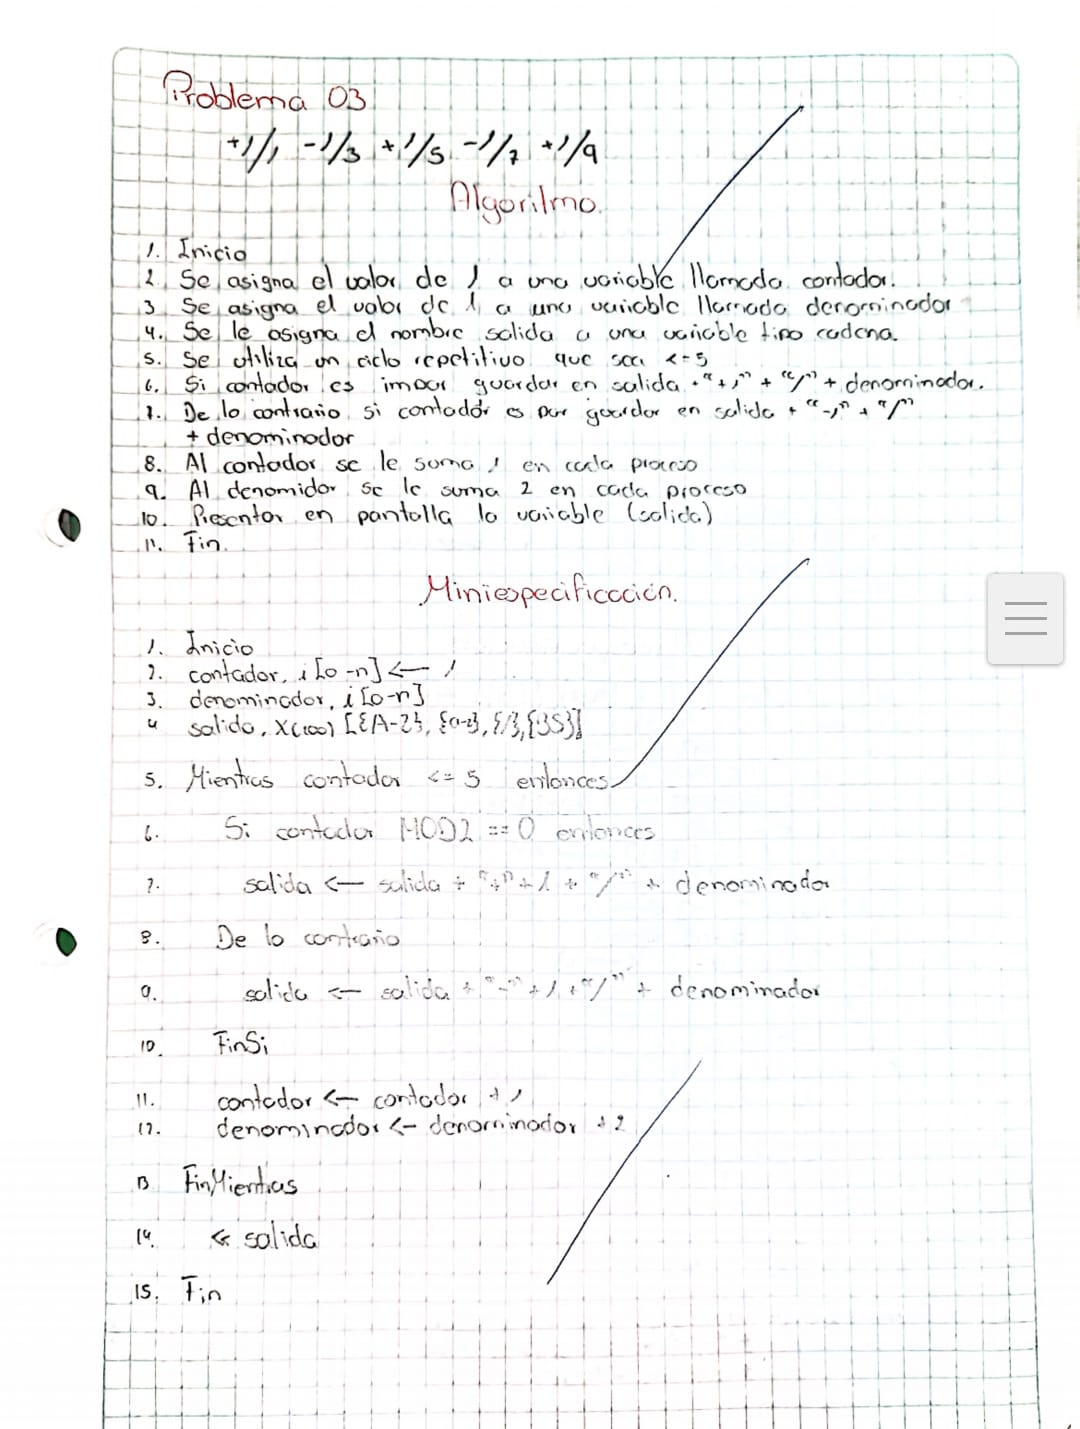 Problema 03
+1/1 -1/3 +1/5 -1/7 +1/9
Algoritmo.
1. Inicio
2. Se asigna el valor de 1 a una variable llamada contador.
3. Se asigna el valor de 1 a una variable llamada denominador
4. Se le asigna el nombre salida a una variable tipo cadena.
5. Se utiliza un ciclo repetitivo que sea <=5
6. Si contador es impar guardar en salida + "+1" + "/" + denominador.
7. De lo contrario si contador es par guardar en salida + "-1" + "/"
+ denominador
8. Al contador se le suma 1 en cada proceso
9. Al denomidor se le suma 2 en cada proceso
10. Presentar en pantalla la variable (salida)
11. Fin.
Miniespecificación.
1. Inicio
2. contador, i [0-n] <— 1
3. denominador, i [0-n]
4 salida, X(100) [{A-Z}, {a-z}, {/}, {3S}]
5. Mientras contador <= 5 entonces
6. Si contador MOD2 == 0 entonces
7. salida <— salida + "+" + 1 + "/" + denominador
8. De lo contrario
9. salida <— salida + "-" + 1 + "/" + denominador
10. FinSi
11. contador <— contador + 1
12. denominador <— denominador + 2
13 FinMientras
14. << salida
15. Fin